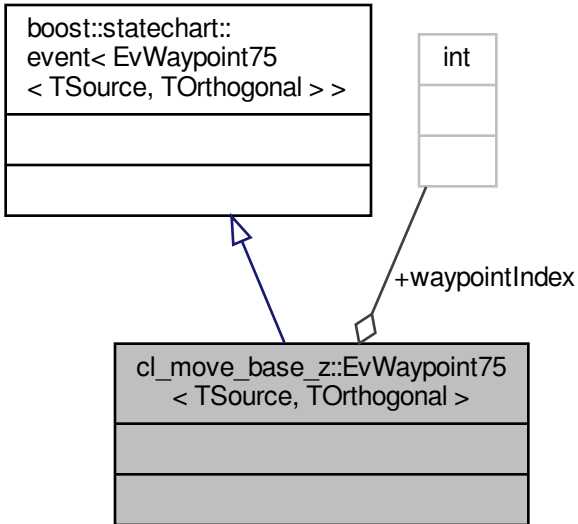 boost::statechart::
event< EvWaypoint75
< TSource, TOrthogonal > >
int
+waypointIndex
cl_move_base_z::EvWaypoint75
< TSource, TOrthogonal >